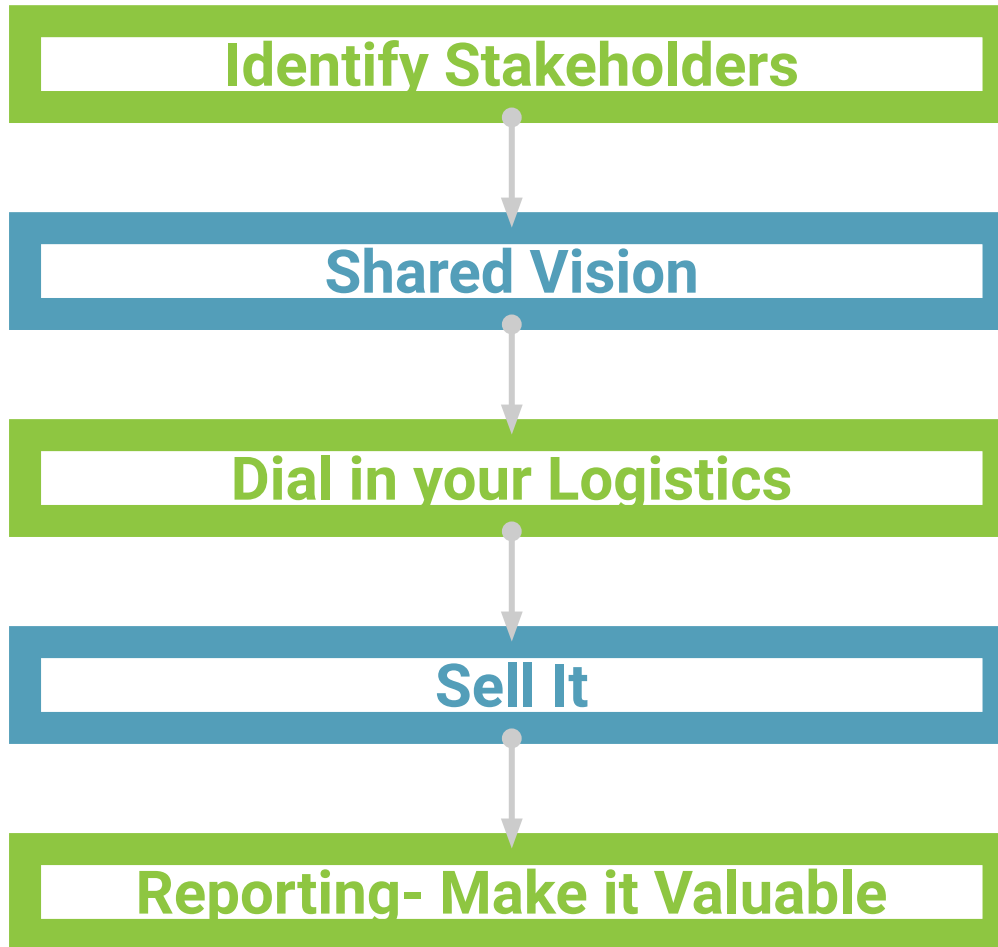 Identify Stakeholders
Shared Vision
Dial in your Logistics
Sell It
Reporting- Make it Valuable